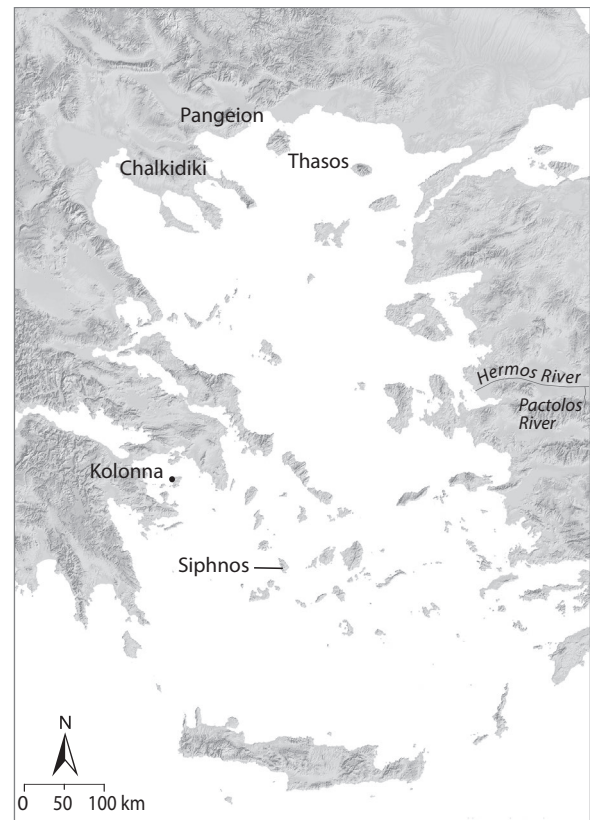 Pangeion
Thasos
Chalkidiki
Hermos River
Pactolos
River
Kolonna
Siphnos
N
0 50 100 km